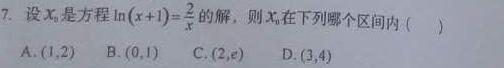 7. 设x₀是方程ln(x+1)=2/x的解，则x₀在下列哪个区间内（　）
A.(1,2)　B.(0,1)　C.(2,e)　D.(3,4)